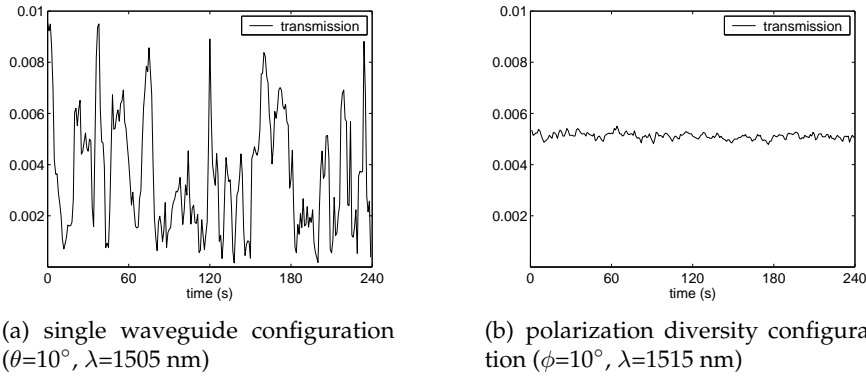 0.01
0.008
0.006
0.004
0.002
0 60 120 180 240
time (s)
transmission
(a) single waveguide configuration
(θ=10°, λ=1505 nm)
0.01
0.008
0.006
0.004
0.002
0 60 120 180 240
time (s)
transmission
(b) polarization diversity configura-
tion (ϕ=10°, λ=1515 nm)